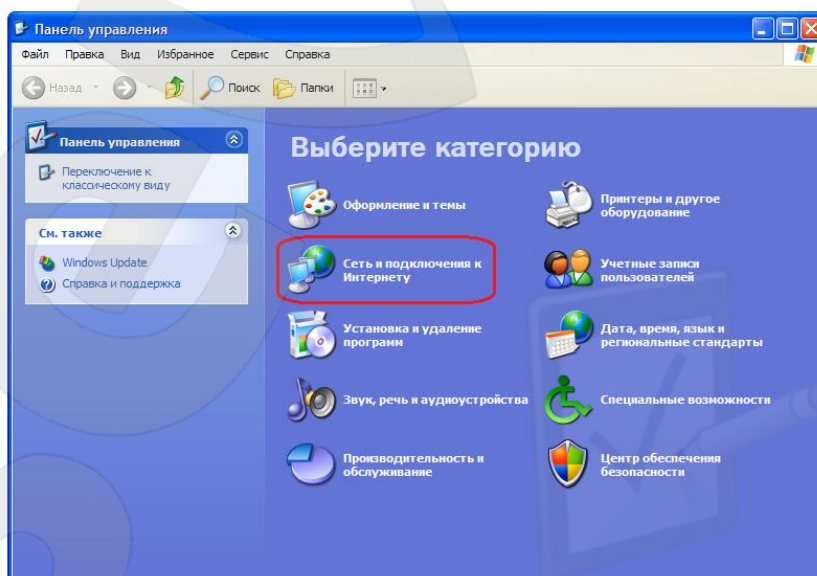 Панель управления
Файл Правка Вид Избранное Сервис Справка
Назад Поиск Папки
Панель управления
Переключение к
классическому виду
См. также
Windows Update
Справка и поддержка
Выберите категорию
Оформление и темы
Принтеры и другое
оборудование
Сеть и подключения к
Интернету
Учетные записи
пользователей
Установка и удаление
программ
Дата, время, язык и
региональные стандарты
Звук, речь и аудиоустройства
Специальные возможности
Производительность и
обслуживание
Центр обеспечения
безопасности